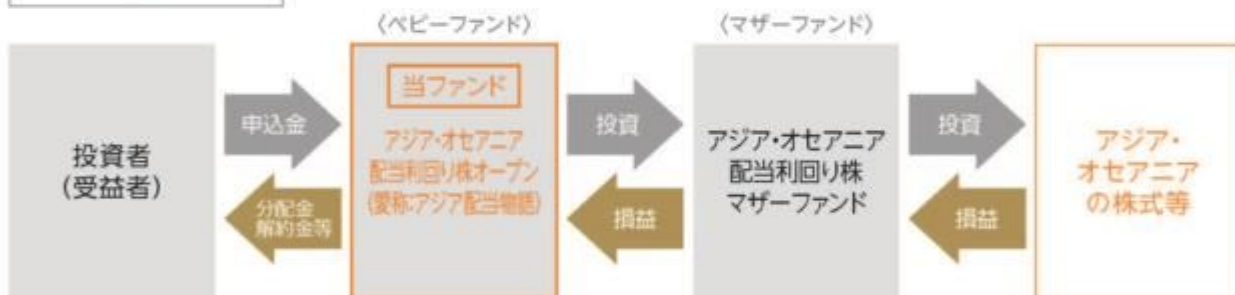 〈ベビーファンド〉
〈マザーファンド〉
投資者
(受益者)
申込金
分配金
解約金等
当ファンド
アジア・オセアニア
配当利回り株オープン
(愛称:アジア配当物語)
投資
損益
アジア・オセアニア
配当利回り株
マザーファンド
投資
損益
アジア・
オセアニア
の株式等